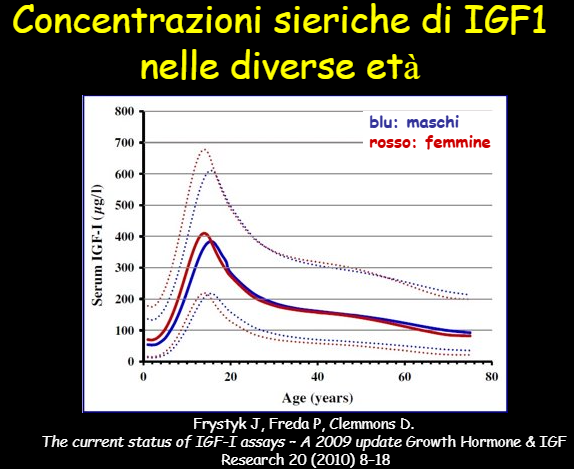 Concentrazioni sieriche di IGF1
nelle diverse età
blu: maschi
rosso: femmine
800
700
600
500
400
300
200
100
0
Serum IGF-I (µg/l)
0 20 40 60 80
Age (years)
Frystyk J, Freda P, Clemmons D.
The current status of IGF-I assays – A 2009 update Growth Hormone & IGF
Research 20 (2010) 8–18